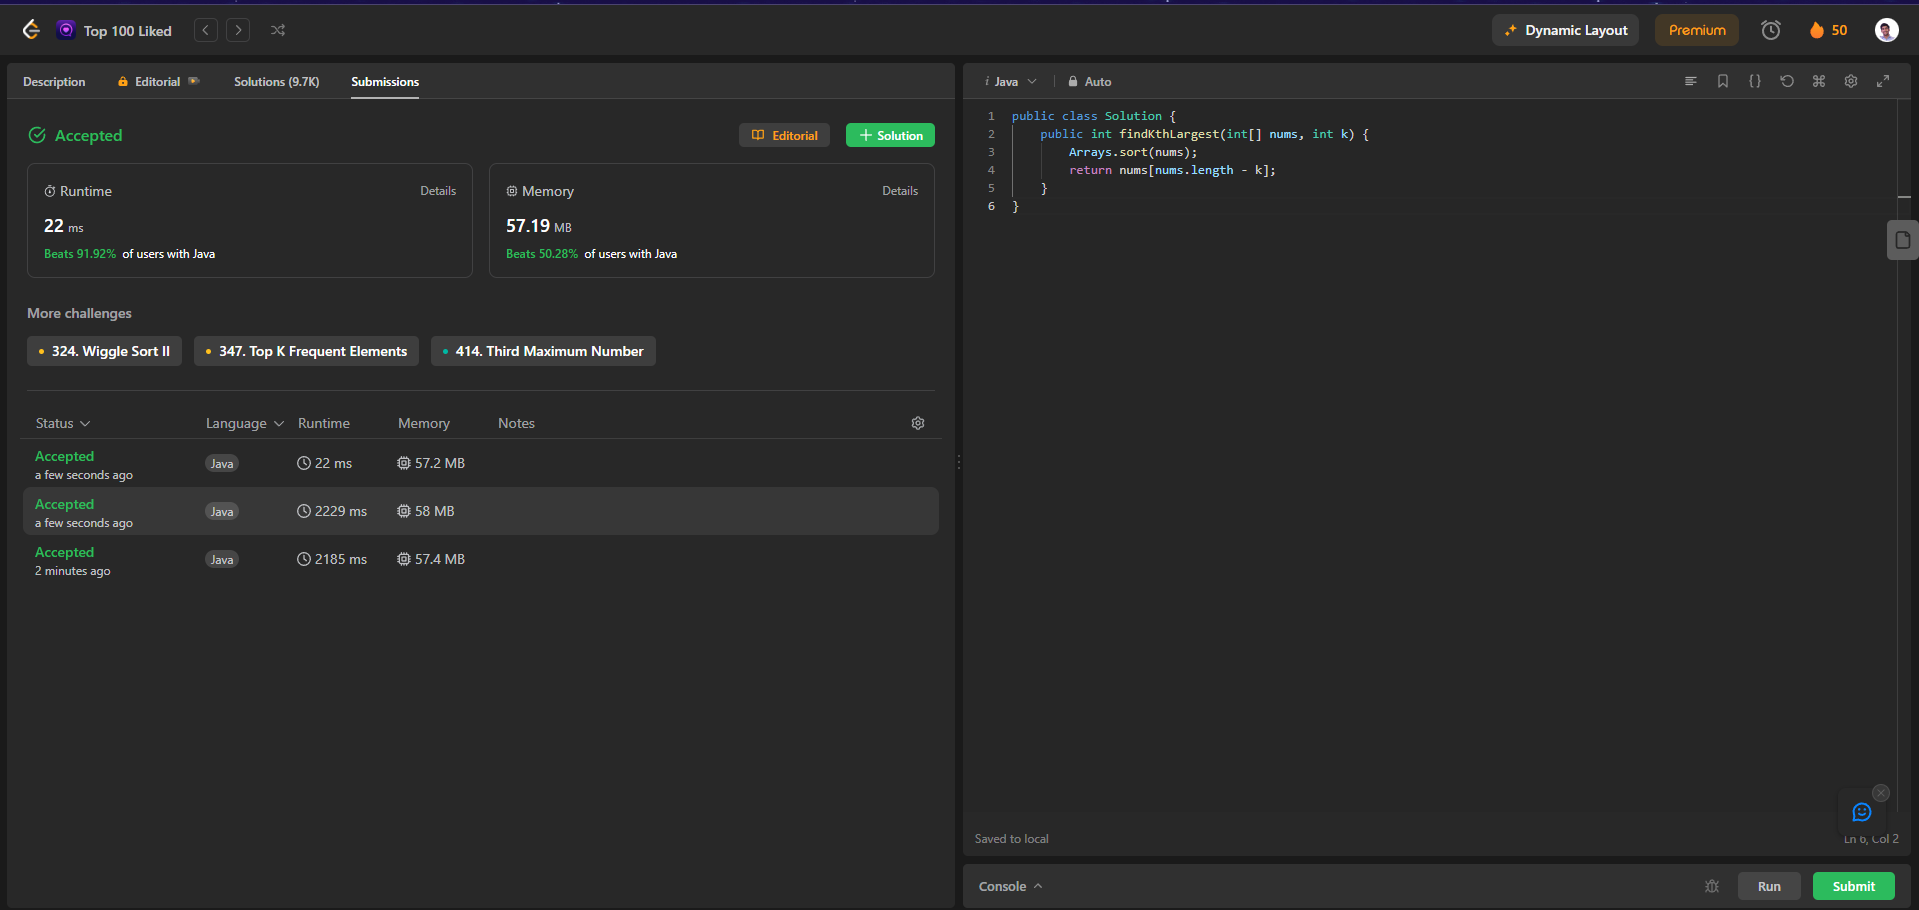 Top 100 Liked
Dynamic Layout
Premium
50
Description
Editorial
Solutions (9.7K)
Submissions
Accepted
Editorial
Solution
Runtime
Details
22 ms
Beats 91.92% of users with Java
Memory
Details
57.19 MB
Beats 50.28% of users with Java
More challenges
324. Wiggle Sort II
347. Top K Frequent Elements
414. Third Maximum Number
Status Language Runtime Memory Notes
Accepted
a few seconds ago
Java 22 ms 57.2 MB
Accepted
a few seconds ago
Java 2229 ms 58 MB
Accepted
2 minutes ago
Java 2185 ms 57.4 MB
i Java
Auto
1 public class Solution {
2 public int findKthLargest(int[] nums, int k) {
3 Arrays.sort(nums);
4 return nums[nums.length - k];
5 }
6 }
Saved to local
Ln 6, Col 2
Console
Run
Submit